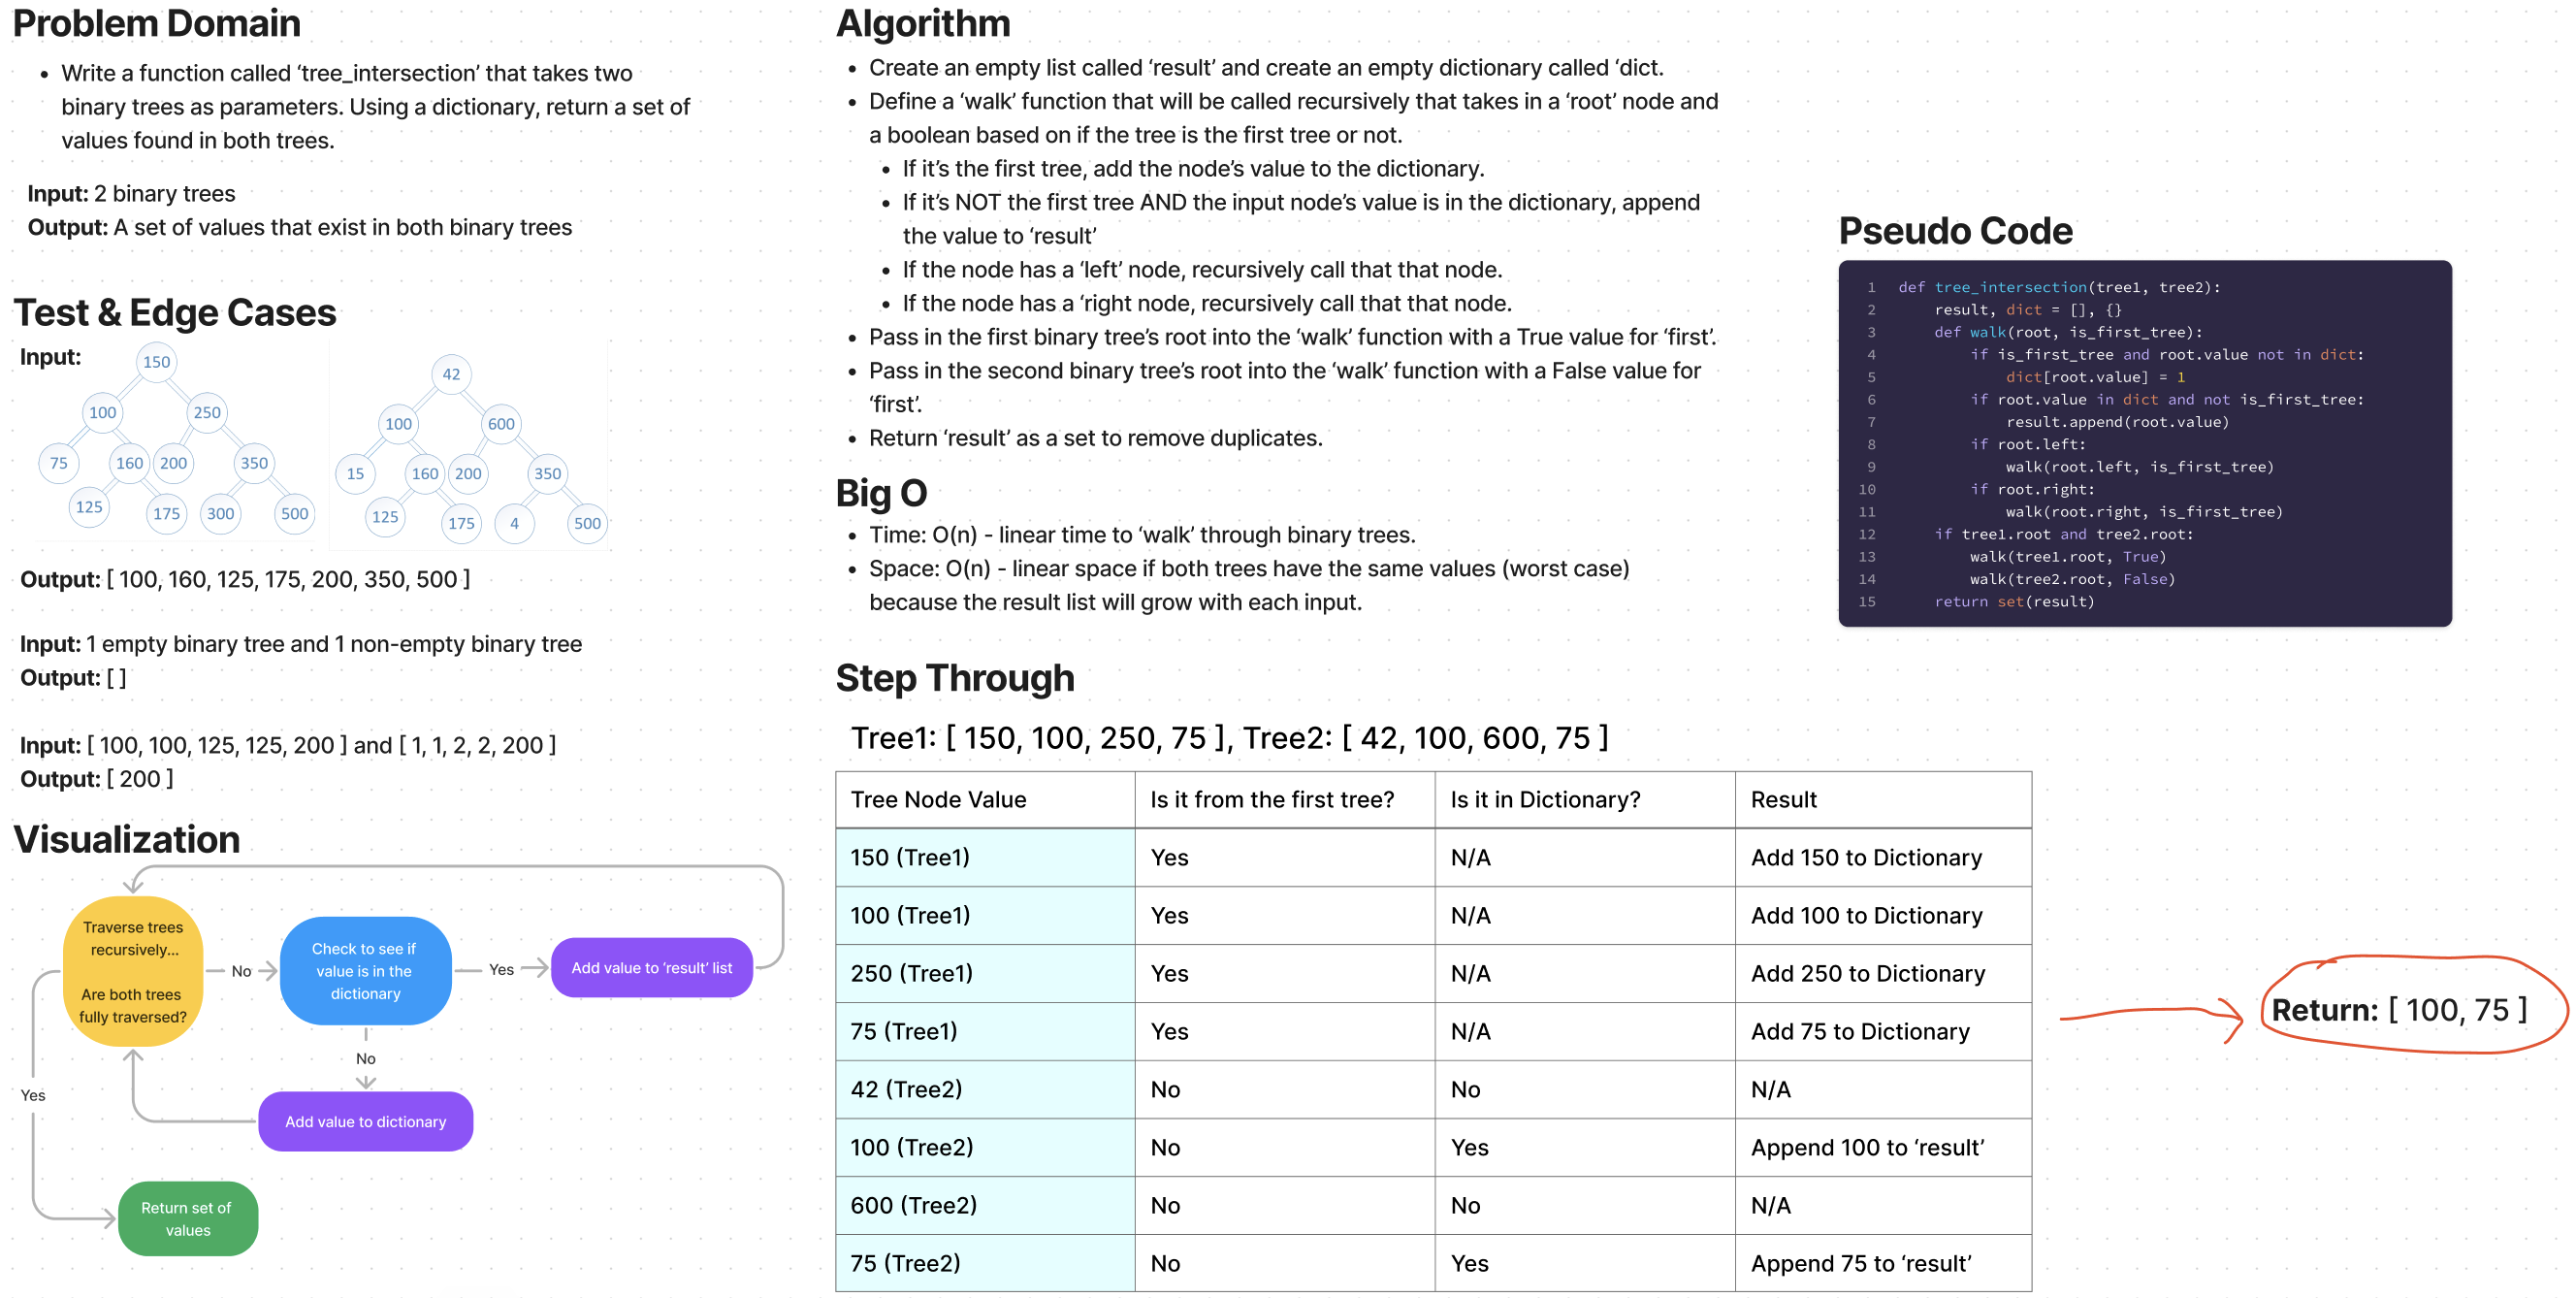 Problem Domain
• Write a function called ‘tree_intersection’ that takes two
binary trees as parameters. Using a dictionary, return a set of
values found in both trees.
Input: 2 binary trees
Output: A set of values that exist in both binary trees
Test & Edge Cases
Input:
150
100 250
75 160 200 350
125 175 300 500
42
100 600
15 160 200 350
125 175 4 500
Output: [ 100, 160, 125, 175, 200, 350, 500 ]
Input: 1 empty binary tree and 1 non-empty binary tree
Output: [ ]
Input: [ 100, 100, 125, 125, 200 ] and [ 1, 1, 2, 2, 200 ]
Output: [ 200 ]
Visualization
Traverse trees
recursively...
Are both trees
fully traversed?
No
Check to see if
value is in the
dictionary
Yes
Add value to ‘result’ list
No
Add value to dictionary
Yes
Return set of
values
Algorithm
• Create an empty list called ‘result’ and create an empty dictionary called ‘dict.
• Define a ‘walk’ function that will be called recursively that takes in a ‘root’ node and
a boolean based on if the tree is the first tree or not.
• If it’s the first tree, add the node’s value to the dictionary.
• If it’s NOT the first tree AND the input node’s value is in the dictionary, append
the value to ‘result’
• If the node has a ‘left’ node, recursively call that that node.
• If the node has a ‘right node, recursively call that that node.
• Pass in the first binary tree’s root into the ‘walk’ function with a True value for ‘first’.
• Pass in the second binary tree’s root into the ‘walk’ function with a False value for
‘first’.
• Return ‘result’ as a set to remove duplicates.
Big O
• Time: O(n) - linear time to ‘walk’ through binary trees.
• Space: O(n) - linear space if both trees have the same values (worst case)
because the result list will grow with each input.
Pseudo Code
1 def tree_intersection(tree1, tree2):
2     result, dict = [], {}
3     def walk(root, is_first_tree):
4         if is_first_tree and root.value not in dict:
5             dict[root.value] = 1
6         if root.value in dict and not is_first_tree:
7             result.append(root.value)
8         if root.left:
9             walk(root.left, is_first_tree)
10         if root.right:
11             walk(root.right, is_first_tree)
12     if tree1.root and tree2.root:
13         walk(tree1.root, True)
14         walk(tree2.root, False)
15     return set(result)
Step Through
Tree1: [ 150, 100, 250, 75 ], Tree2: [ 42, 100, 600, 75 ]
Tree Node Value Is it from the first tree? Is it in Dictionary? Result
150 (Tree1) Yes N/A Add 150 to Dictionary
100 (Tree1) Yes N/A Add 100 to Dictionary
250 (Tree1) Yes N/A Add 250 to Dictionary
75 (Tree1) Yes N/A Add 75 to Dictionary
42 (Tree2) No No N/A
100 (Tree2) No Yes Append 100 to ‘result’
600 (Tree2) No No N/A
75 (Tree2) No Yes Append 75 to ‘result’
Return: [ 100, 75 ]